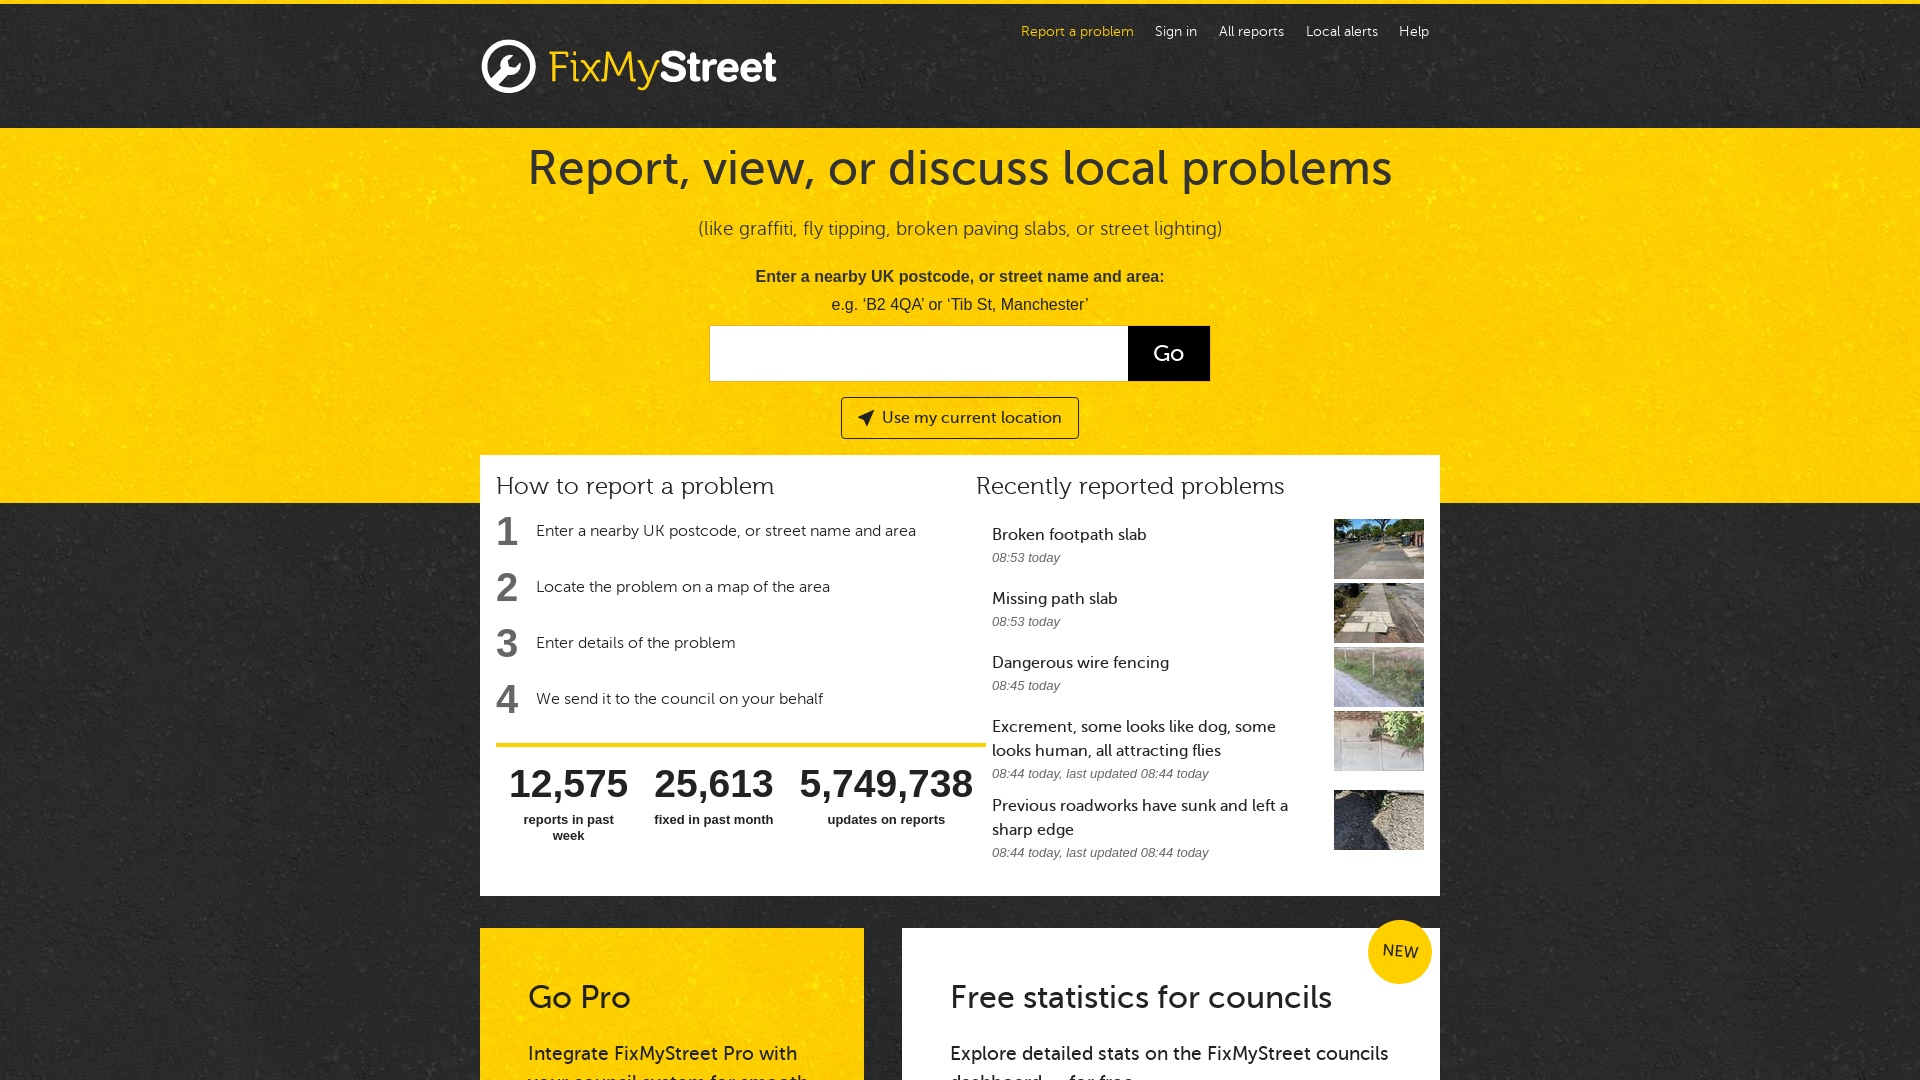 Report a problem
Sign in
All reports
Local alerts
Help
FixMyStreet
Report, view, or discuss local problems
(like graffiti, fly tipping, broken paving slabs, or street lighting)
Enter a nearby UK postcode, or street name and area:
e.g. ‘B2 4QA’ or ‘Tib St, Manchester’
Go
Use my current location
How to report a problem
1 Enter a nearby UK postcode, or street name and area
2 Locate the problem on a map of the area
3 Enter details of the problem
4 We send it to the council on your behalf
12,575
reports in past
week
25,613
fixed in past month
5,749,738
updates on reports
Recently reported problems
Broken footpath slab
08:53 today
Missing path slab
08:53 today
Dangerous wire fencing
08:45 today
Excrement, some looks like dog, some
looks human, all attracting flies
08:44 today, last updated 08:44 today
Previous roadworks have sunk and left a
sharp edge
08:44 today, last updated 08:44 today
Go Pro
Integrate FixMyStreet Pro with
your council system for smooth
NEW
Free statistics for councils
Explore detailed stats on the FixMyStreet councils
dashboard — for free